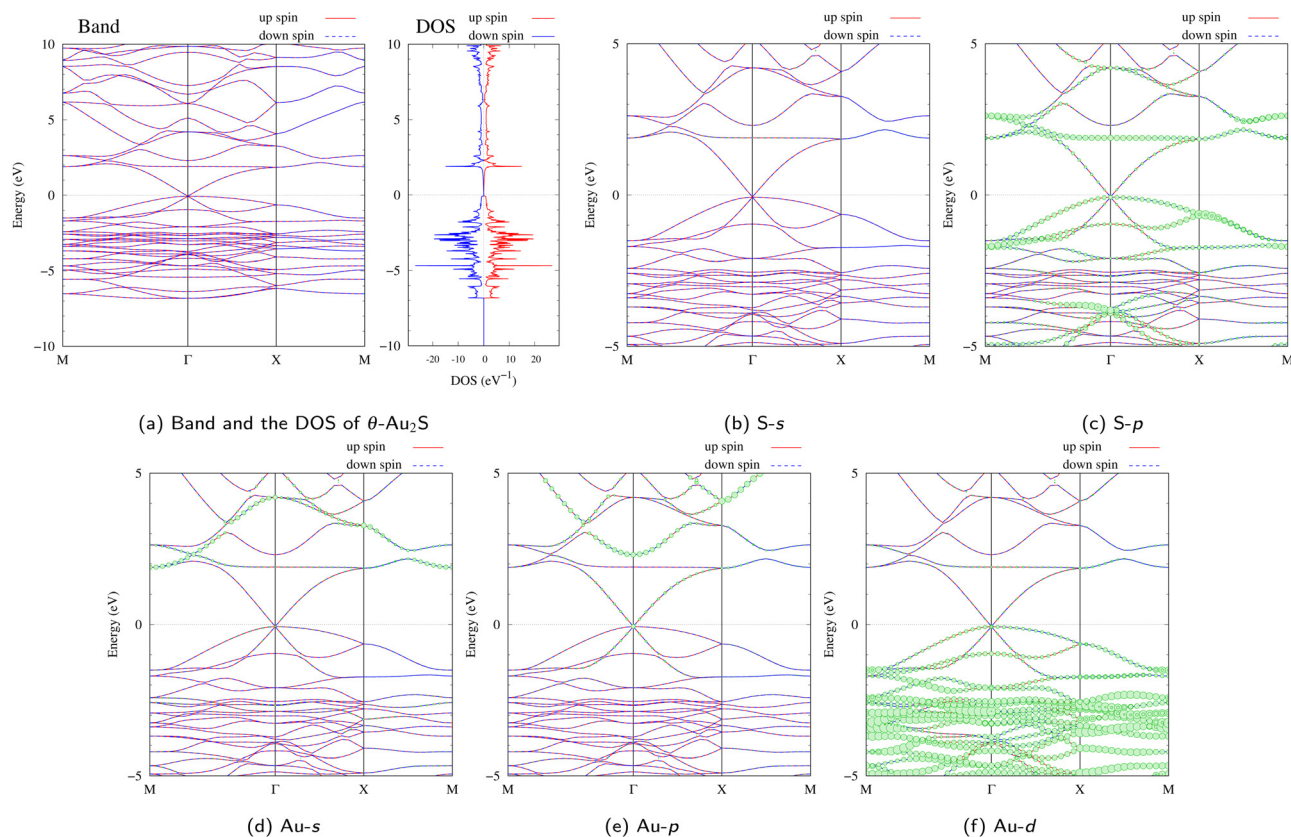 Band
up spin
down spin
DOS
up spin
down spin
up spin
down spin
up spin
down spin
10
5
0
−5
−10
Energy (eV)
M Γ X M
10
5
0
−5
−10
−20 −10 0 10 20
DOS (eV⁻¹)
5
0
−5
Energy (eV)
M Γ X M
5
0
−5
Energy (eV)
M Γ X M
(a) Band and the DOS of θ-Au₂S
(b) S-s
(c) S-p
up spin
down spin
up spin
down spin
up spin
down spin
5
0
−5
Energy (eV)
M Γ X M
5
0
−5
Energy (eV)
M Γ X M
5
0
−5
Energy (eV)
M Γ X M
(d) Au-s
(e) Au-p
(f) Au-d